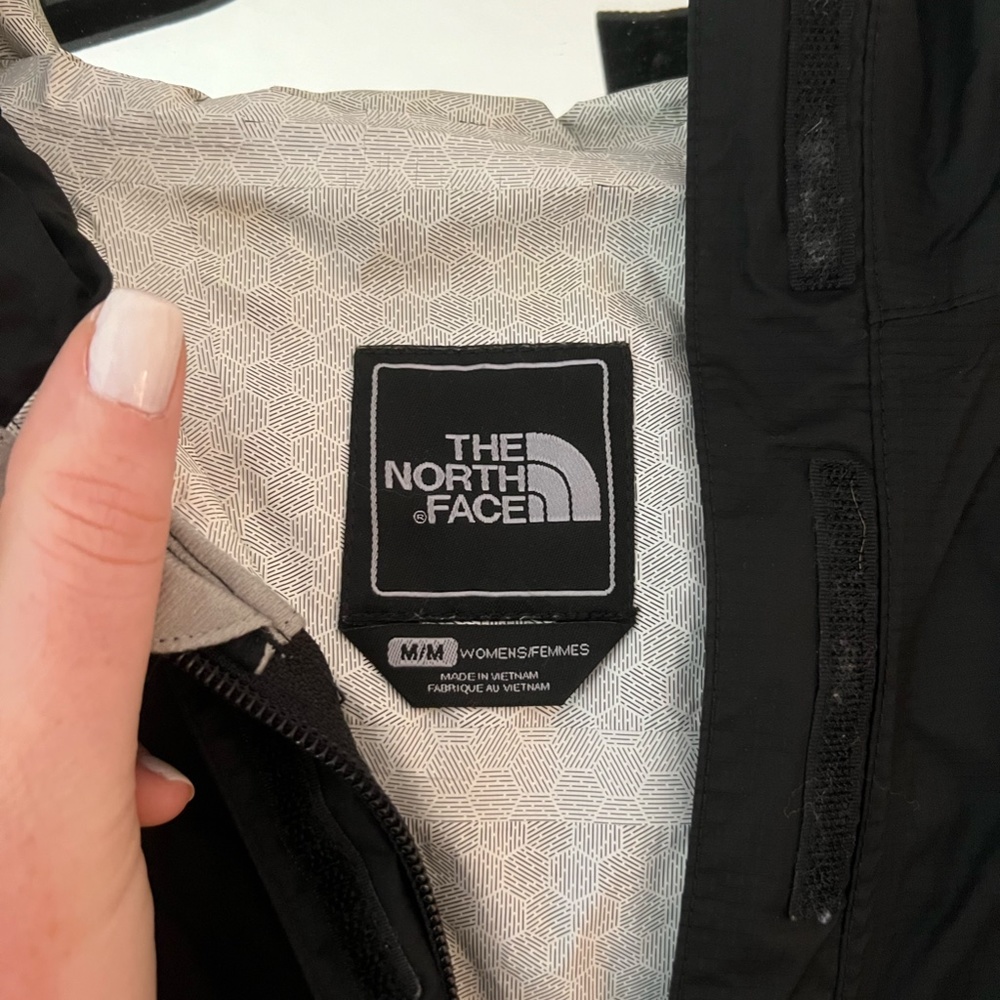 THE
NORTH
®FACE
M/M WOMENS/FEMMES
MADE IN VIETNAM
FABRIQUE AU VIETNAM